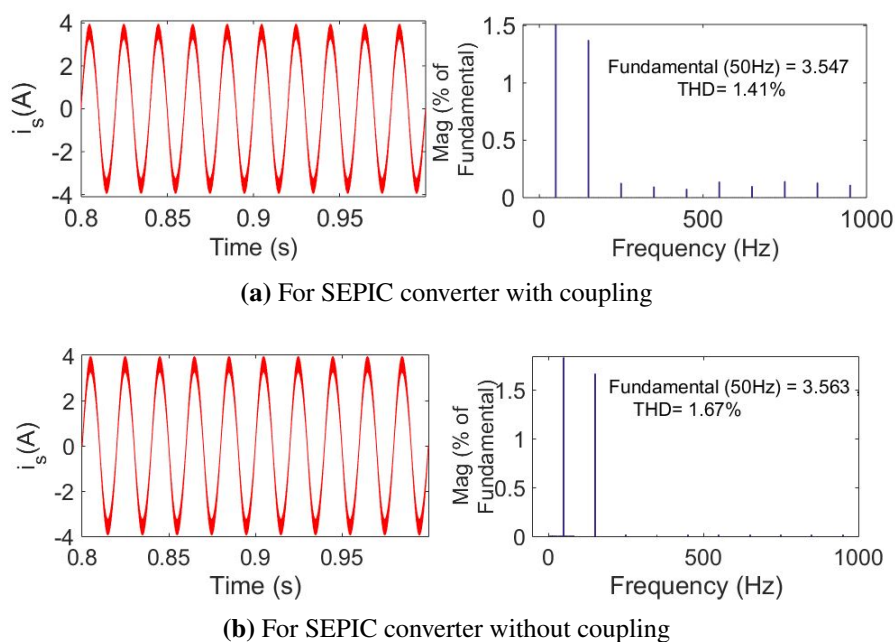 4
2
0
-2
-4
i_s(A)
0.8 0.85 0.9 0.95
Time (s)
1.5
1
0.5
0
Mag (% of
Fundamental)
Fundamental (50Hz) = 3.547
THD= 1.41%
0 500 1000
Frequency (Hz)
(a) For SEPIC converter with coupling
4
2
0
-2
-4
i_s(A)
0.8 0.85 0.9 0.95
Time (s)
1.5
1
0.5
0
Mag (% of
Fundamental)
Fundamental (50Hz) = 3.563
THD= 1.67%
0 500 1000
Frequency (Hz)
(b) For SEPIC converter without coupling